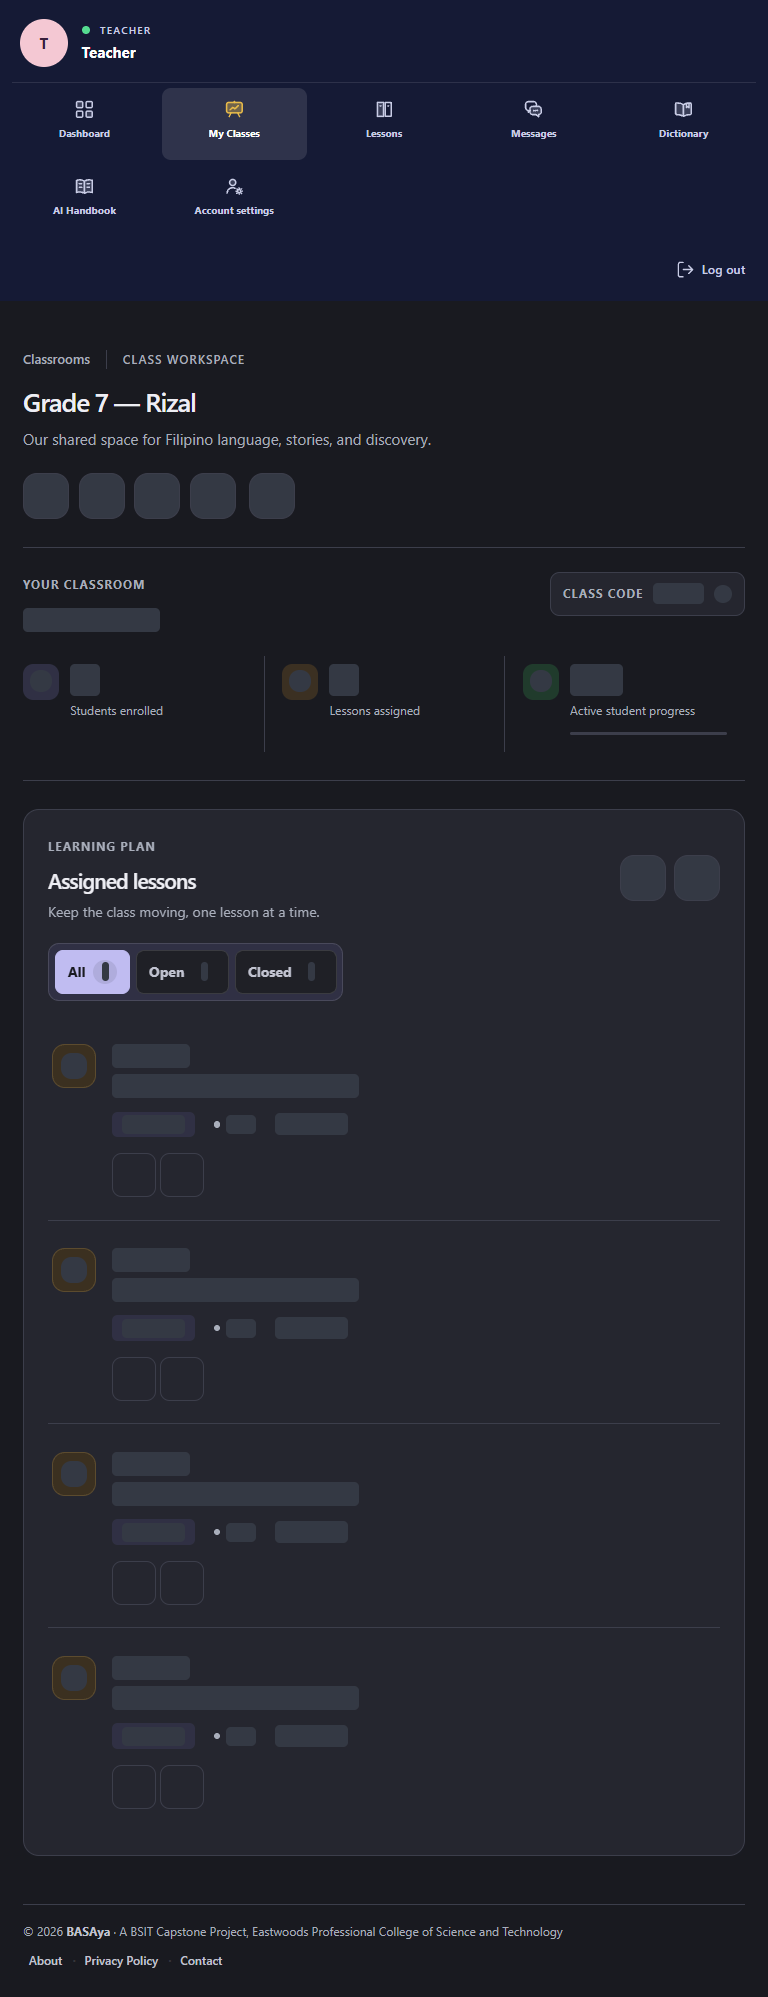 T
TEACHER
Teacher
Dashboard
My Classes
Lessons
Messages
Dictionary
AI Handbook
Account settings
Log out
Classrooms
CLASS WORKSPACE
Grade 7 — Rizal
Our shared space for Filipino language, stories, and discovery.
YOUR CLASSROOM
CLASS CODE
Students enrolled
Lessons assigned
Active student progress
LEARNING PLAN
Assigned lessons
Keep the class moving, one lesson at a time.
All
Open
Closed
© 2026 BASAya · A BSIT Capstone Project, Eastwoods Professional College of Science and Technology
About · Privacy Policy · Contact